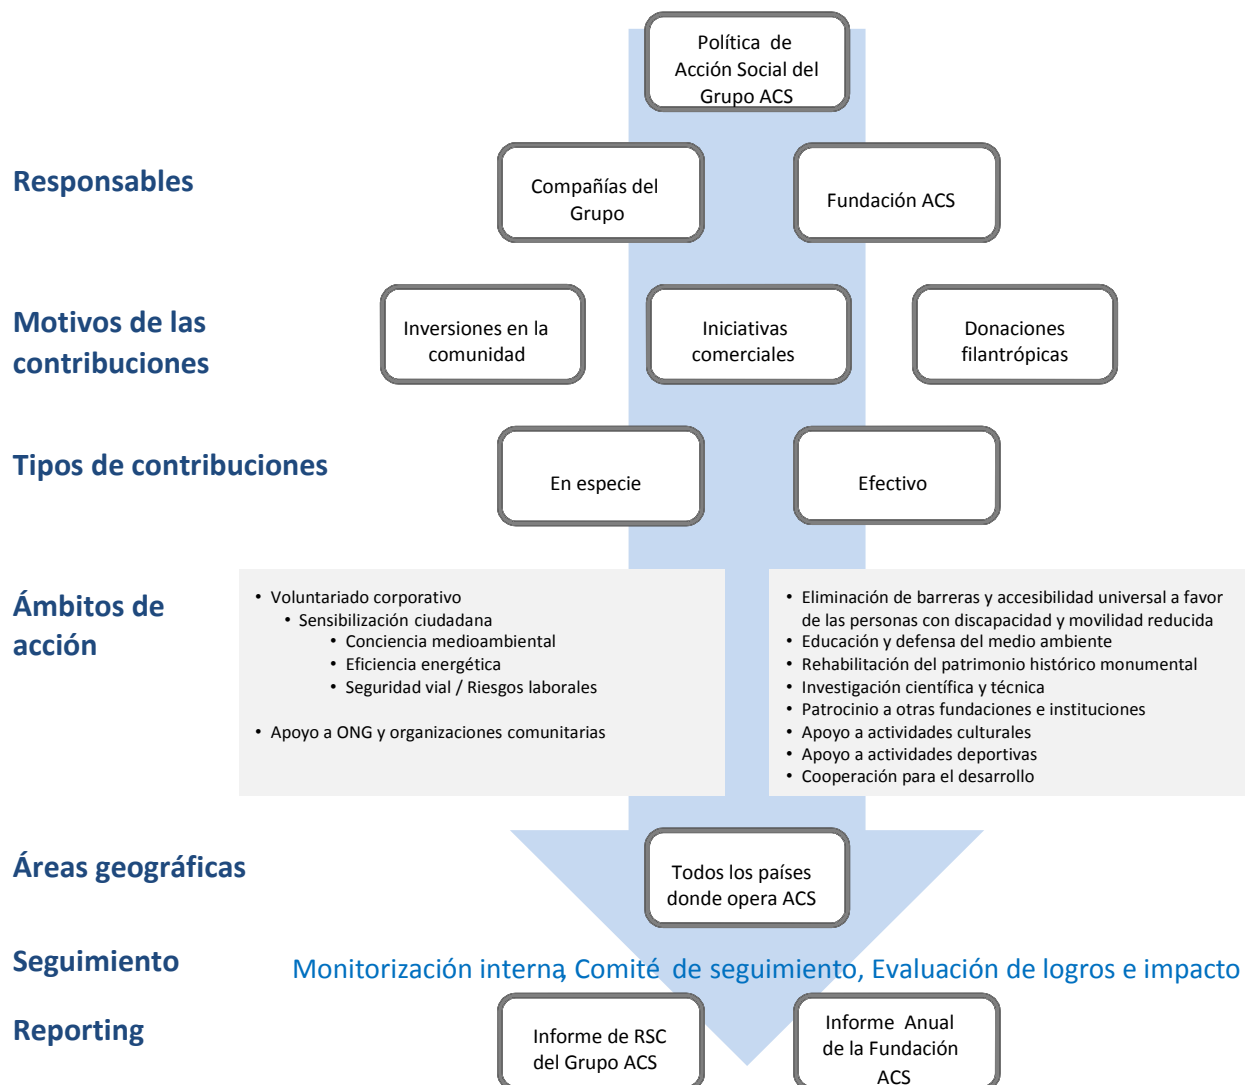 Política de
Acción Social del
Grupo ACS
Responsables
Compañías del
Grupo
Fundación ACS
Motivos de las
contribuciones
Inversiones en la
comunidad
Iniciativas
comerciales
Donaciones
filantrópicas
Tipos de contribuciones
En especie
Efectivo
Ámbitos de
acción
• Voluntariado corporativo
• Sensibilización ciudadana
• Conciencia medioambiental
• Eficiencia energética
• Seguridad vial / Riesgos laborales
• Apoyo a ONG y organizaciones comunitarias
• Eliminación de barreras y accesibilidad universal a favor
de las personas con discapacidad y movilidad reducida
• Educación y defensa del medio ambiente
• Rehabilitación del patrimonio histórico monumental
• Investigación científica y técnica
• Patrocinio a otras fundaciones e instituciones
• Apoyo a actividades culturales
• Apoyo a actividades deportivas
• Cooperación para el desarrollo
Áreas geográficas
Todos los países
donde opera ACS
Seguimiento
Monitorización interna, Comité de seguimiento, Evaluación de logros e impacto
Reporting
Informe de RSC
del Grupo ACS
Informe Anual
de la Fundación
ACS